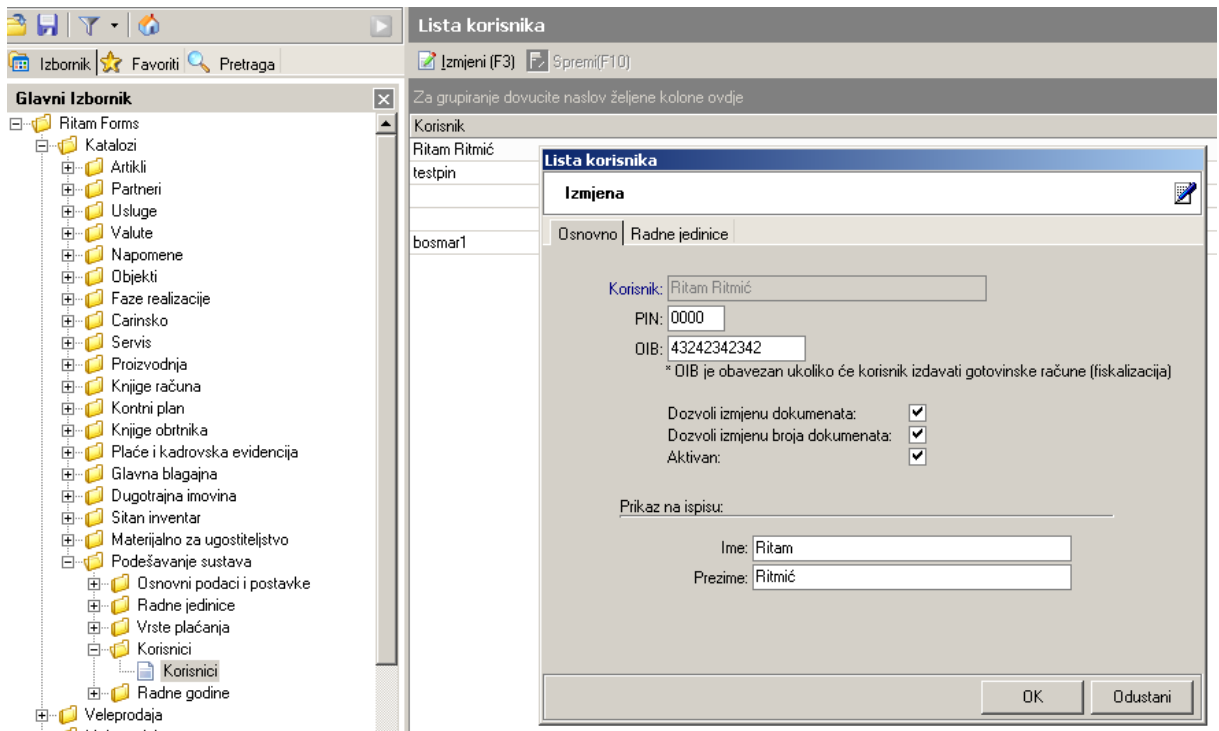 Lista korisnika
Izbornik Favoriti Pretraga
Izmjeni (F3) Spremi(F10)
Glavni Izbornik
Za grupiranje dovucite naslov željene kolone ovdje
Ritam Forms
Katalozi
Artikli
Partneri
Usluge
Valute
Napomene
Objekti
Faze realizacije
Carinsko
Servis
Proizvodnja
Knjige računa
Kontni plan
Knjige obrtnika
Plaće i kadrovska evidencija
Glavna blagajna
Dugotrajna imovina
Sitan inventar
Materijalno za ugostiteljstvo
Podešavanje sustava
Osnovni podaci i postavke
Radne jedinice
Vrste plaćanja
Korisnici
Korisnici
Radne godine
Veleprodaja
Korisnik
Ritam Ritmić
testpin
bosmar1
Lista korisnika
Izmjena
Osnovno Radne jedinice
Korisnik: Ritam Ritmić
PIN: 0000
OIB: 43242342342
* OIB je obavezan ukoliko će korisnik izdavati gotovinske račune (fiskalizacija)
Dozvoli izmjenu dokumenata:
Dozvoli izmjenu broja dokumenata:
Aktivan:
Prikaz na ispisu:
Ime: Ritam
Prezime: Ritmić
OK Odustani